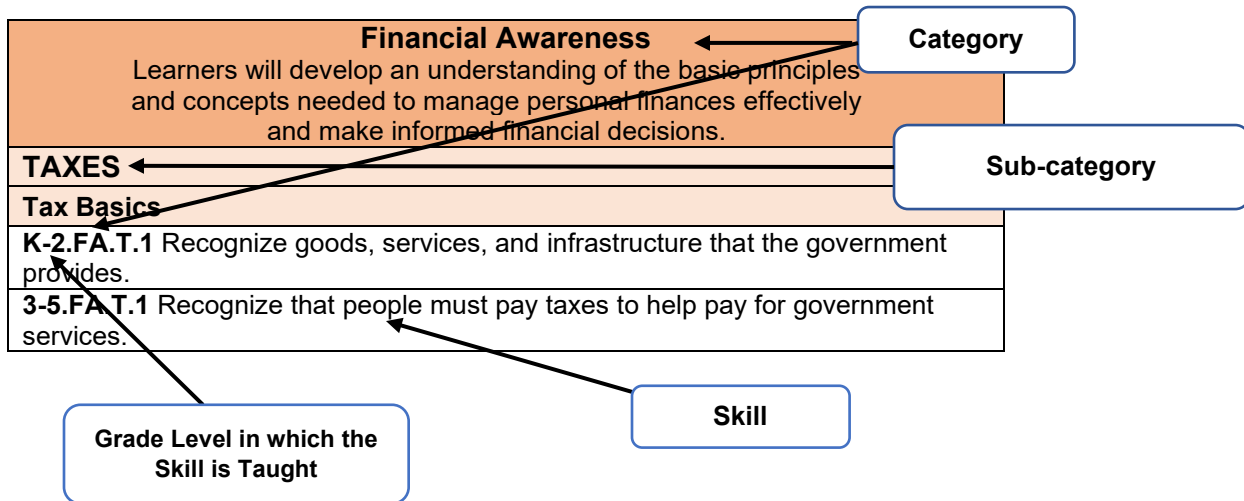 Financial Awareness
Learners will develop an understanding of the basic principles
and concepts needed to manage personal finances effectively
and make informed financial decisions.
Category
TAXES
Sub-category
Tax Basics
K-2.FA.T.1 Recognize goods, services, and infrastructure that the government
provides.
3-5.FA.T.1 Recognize that people must pay taxes to help pay for government
services.
Skill
Grade Level in which the
Skill is Taught